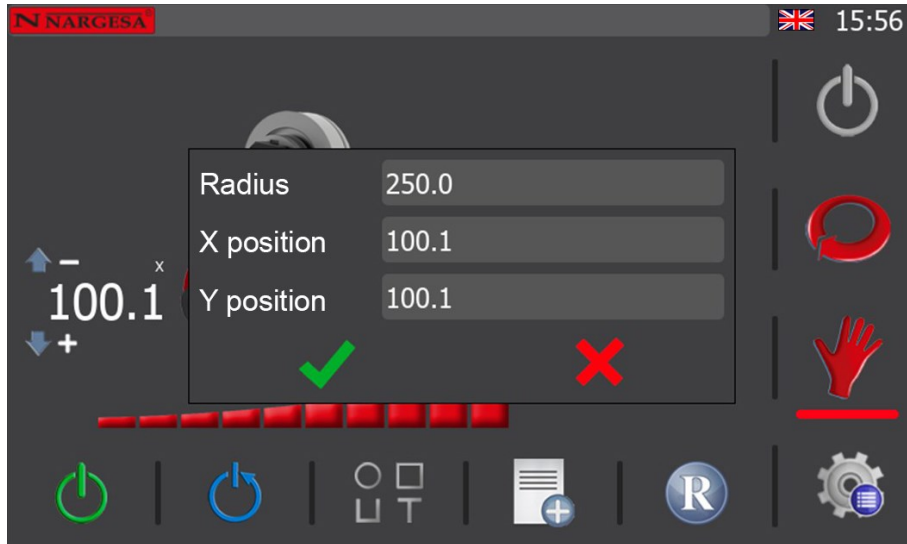 N NARGESA
15:56
Radius 250.0
X position 100.1
Y position 100.1
−
x
100.1
+
R